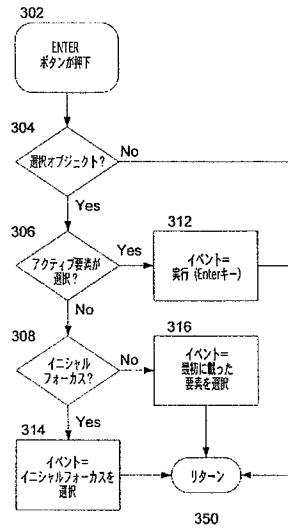 302
ENTER
ボタンが押下
304
選択オブジェクト?
No
Yes
306
アクティブ要素が
選択?
Yes
No
312
イベント=
実行 (Enterキー)
308
イニシャル
フォーカス?
No
Yes
316
イベント=
最初に載った
要素を選択
314
イベント=
イニシャルフォーカスを
選択
リターン
350